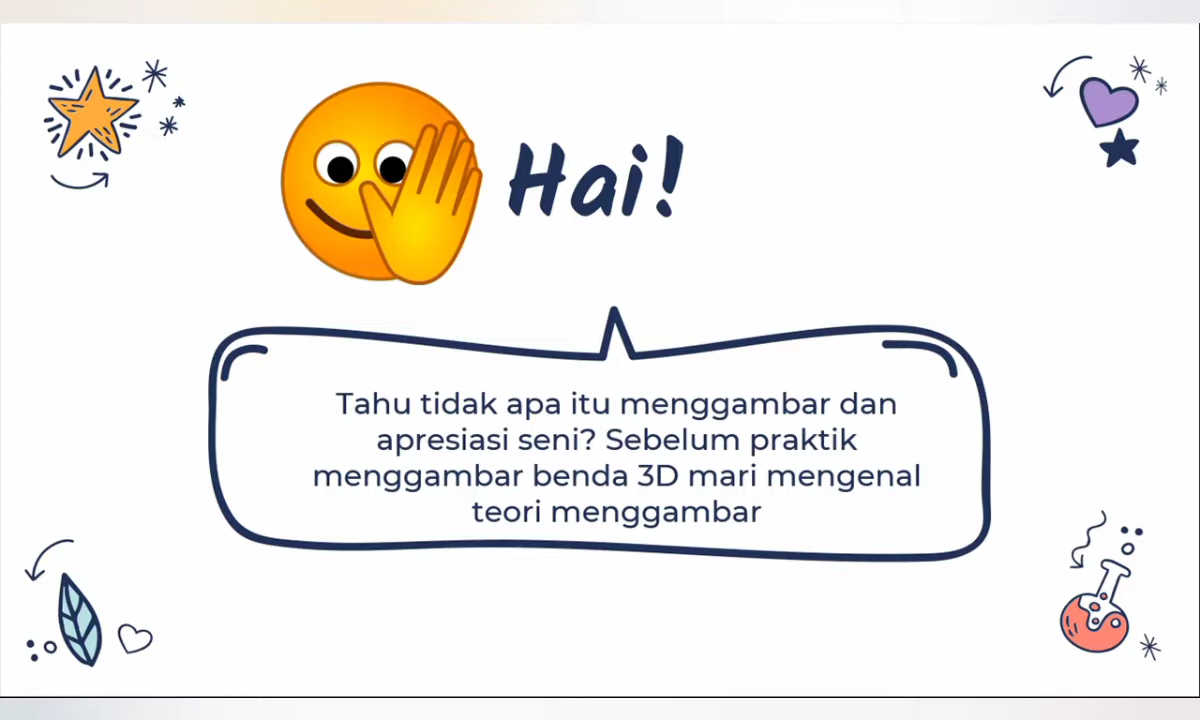 Hai!
Tahu tidak apa itu menggambar dan
apresiasi seni? Sebelum praktik
menggambar benda 3D mari mengenal
teori menggambar